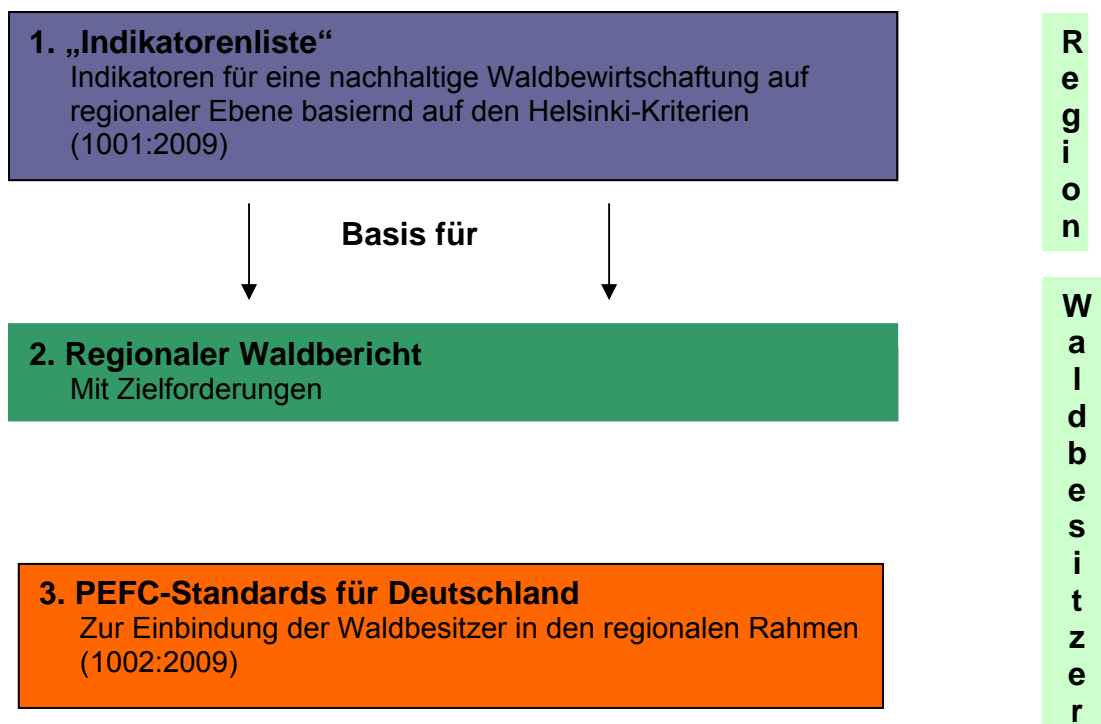 1. „Indikatorenliste“
Indikatoren für eine nachhaltige Waldbewirtschaftung auf
regionaler Ebene basiernd auf den Helsinki-Kriterien
(1001:2009)
Basis für
2. Regionaler Waldbericht
Mit Zielforderungen
3. PEFC-Standards für Deutschland
Zur Einbindung der Waldbesitzer in den regionalen Rahmen
(1002:2009)
Region
Waldbesitzer